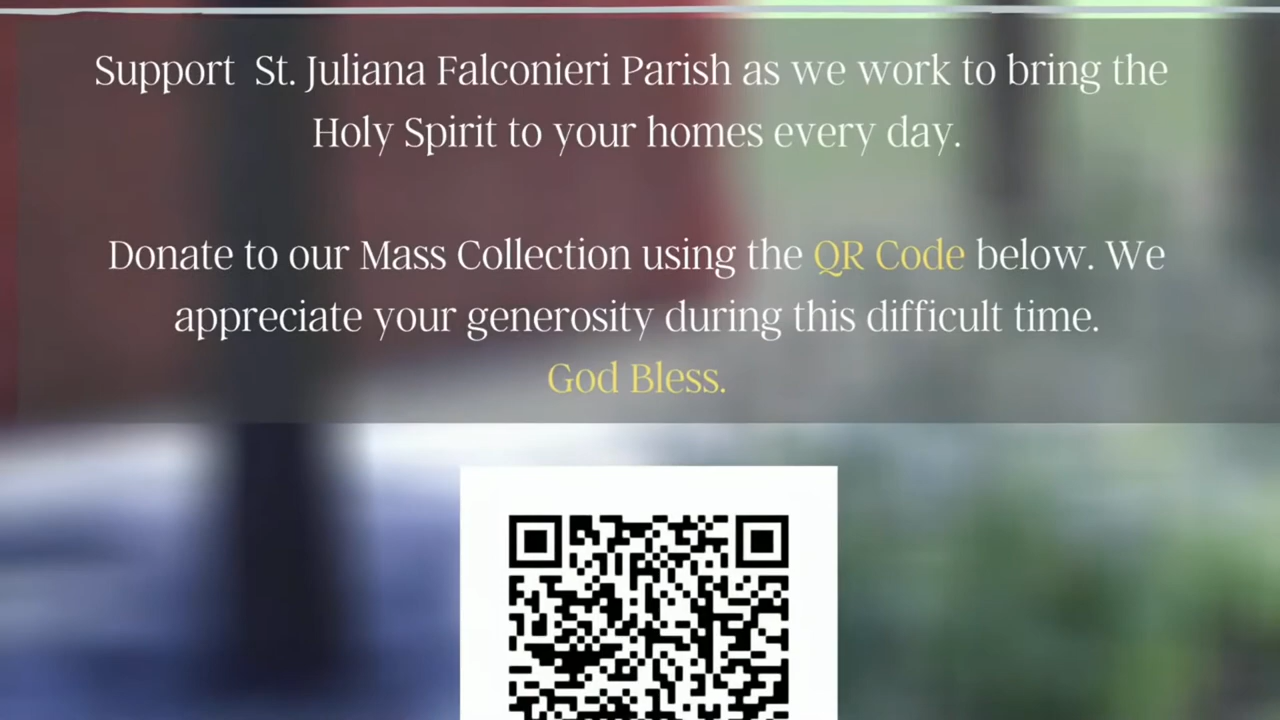 Support St. Juliana Falconieri Parish as we work to bring the
Holy Spirit to your homes every day.
Donate to our Mass Collection using the QR Code below. We
appreciate your generosity during this difficult time.
God Bless.